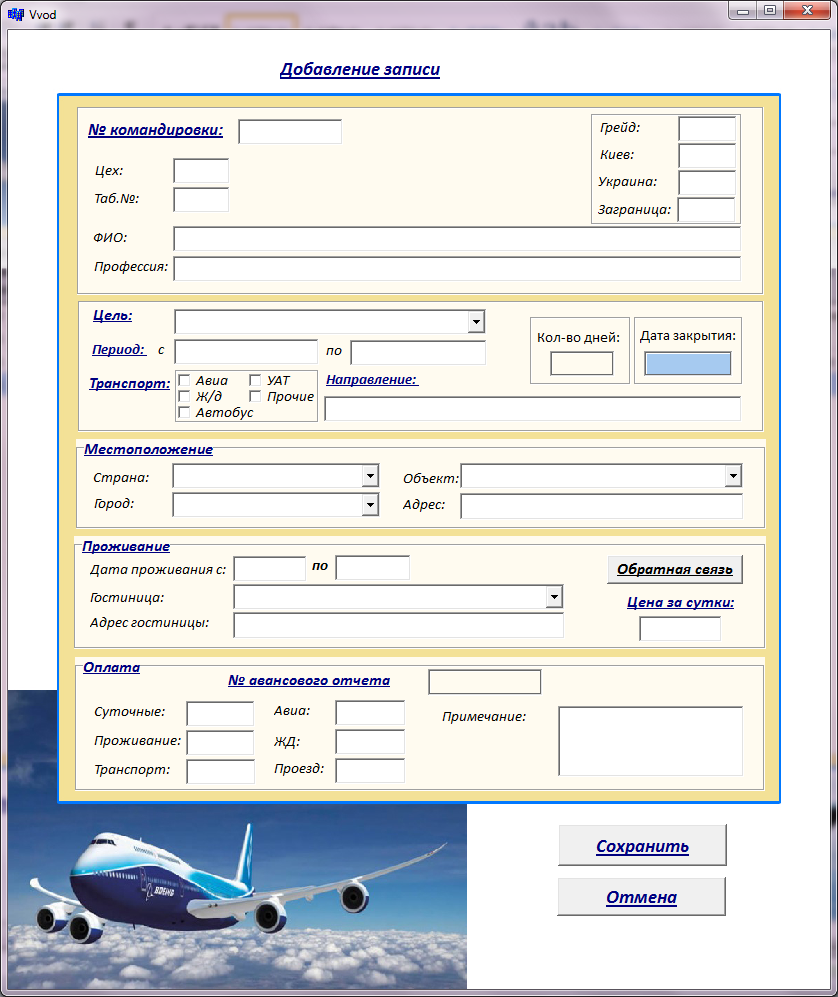 Vvod
Добавление записи
№ командировки:
Грейд:
Киев:
Цех:
Украина:
Таб.№:
Заграница:
ФИО:
Профессия:
Цель:
Кол-во дней:
Дата закрытия:
Период: с по
Транспорт:
Авиа УАТ
Ж/д Прочие
Автобус
Направление:
Местоположение
Страна: Объект:
Город: Адрес:
Проживание
Дата проживания с: по
Обратная связь
Гостиница:
Цена за сутки:
Адрес гостиницы:
Оплата
№ авансового отчета
Суточные: Авиа: Примечание:
Проживание: ЖД:
Транспорт: Проезд:
Сохранить
BOEING
Отмена